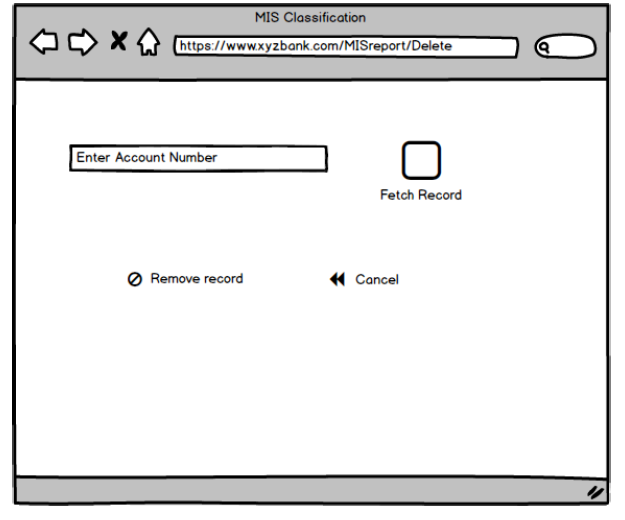 MIS Classification
https://www.xyzbank.com/MISreport/Delete
Enter Account Number
Fetch Record
Remove record
Cancel